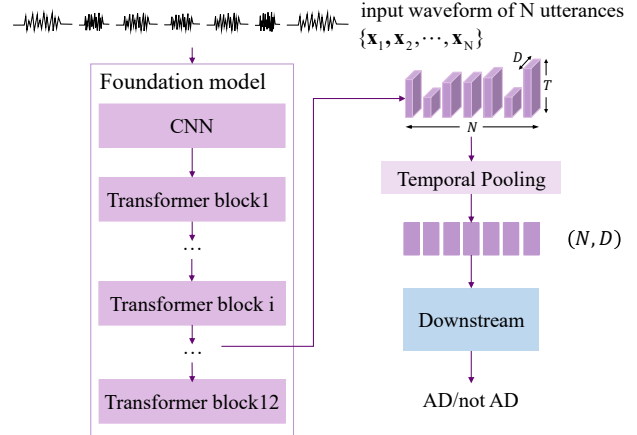 input waveform of N utterances
{x₁, x₂, ⋯, x_N}
Foundation model
CNN
Transformer block1
...
Transformer block i
...
Transformer block12
D
T
N
Temporal Pooling
(N, D)
Downstream
AD/not AD